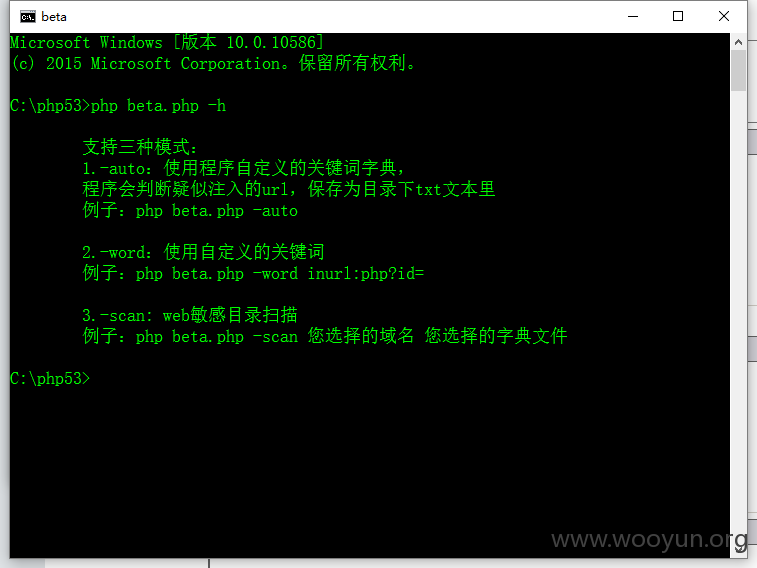 beta
Microsoft Windows [版本 10.0.10586]
(c) 2015 Microsoft Corporation。保留所有权利。
C:\php53>php beta.php -h
支持三种模式：
1.-auto：使用程序自定义的关键词字典，
程序会判断疑似注入的url，保存为目录下txt文本里
例子：php beta.php -auto
2.-word：使用自定义的关键词
例子：php beta.php -word inurl:php?id=
3.-scan: web敏感目录扫描
例子：php beta.php -scan 您选择的域名 您选择的字典文件
C:\php53>
www.wooyun.org